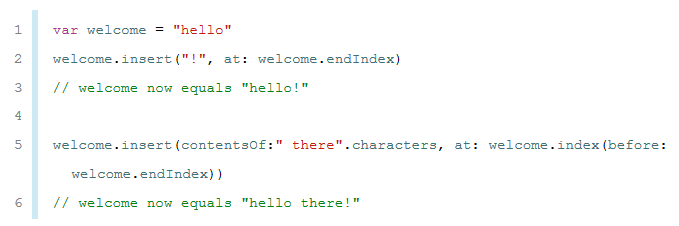 1 var welcome = "hello"
2 welcome.insert("!", at: welcome.endIndex)
3 // welcome now equals "hello!"
4
5 welcome.insert(contentsOf:" there".characters, at: welcome.index(before:
welcome.endIndex))
6 // welcome now equals "hello there!"